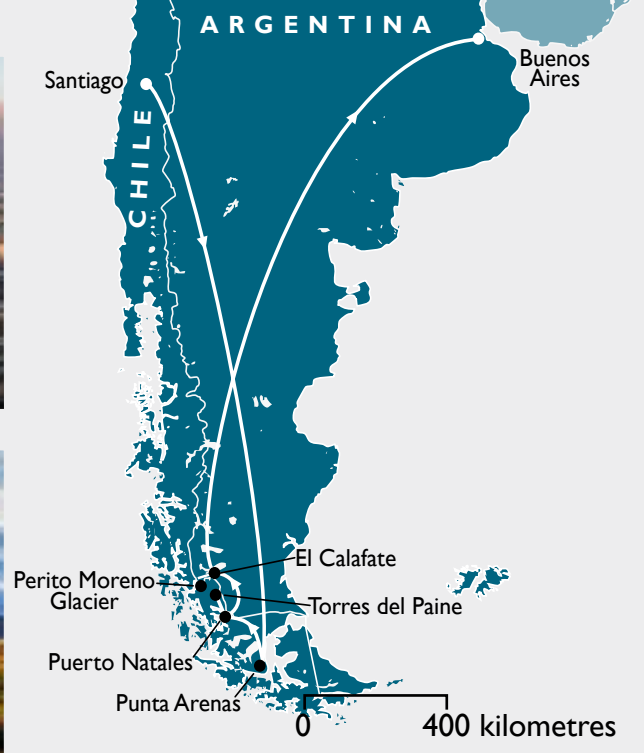 ARGENTINA
Buenos
Aires
Santiago
CHILE
El Calafate
Perito Moreno
Glacier
Torres del Paine
Puerto Natales
Punta Arenas
0 400 kilometres